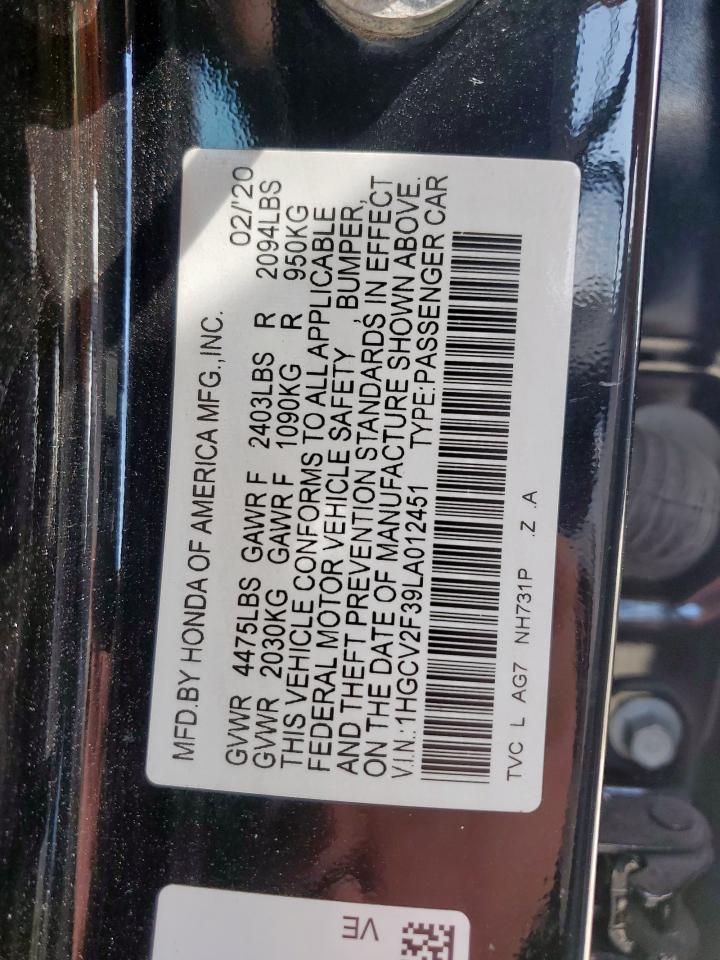 MFD.BY HONDA OF AMERICA MFG.,INC. 02/'20
GVWR 4475LBS GAWR F 2403LBS R 2094LBS
GVWR 2030KG GAWR F 1090KG R 950KG
THIS VEHICLE CONFORMS TO ALL APPLICABLE
FEDERAL MOTOR VEHICLE SAFETY, BUMPER,
AND THEFT PREVENTION STANDARDS IN EFFECT
ON THE DATE OF MANUFACTURE SHOWN ABOVE.
V.I.N.:1HGCV2F39LA012451 TYPE:PASSENGER CAR
TVC L AG7 NH731P .Z .A
VE